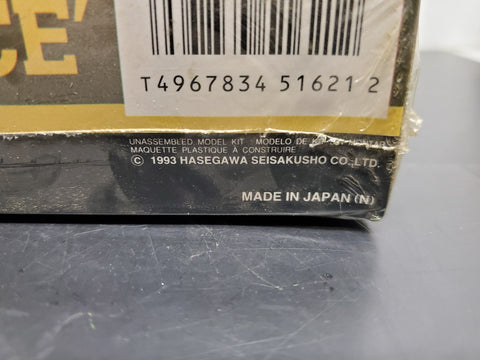 CE'
T4967834 51621 2
UNASSEMBLED MODEL KIT : MODELO DE
MAQUETTE PLASTIQUE À CONSTRUIRE
© 1993 HASEGAWA SEISAKUSHO CO., LTD.
MADE IN JAPAN (N)